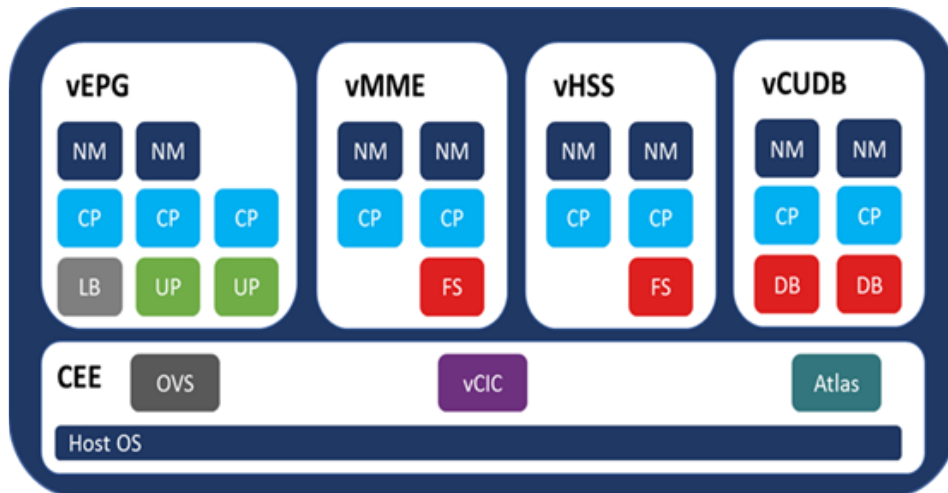 vEPG
NM NM
CP CP CP
LB UP UP
vMME
NM NM
CP CP
FS
vHSS
NM NM
CP CP
FS
vCUDB
NM NM
CP CP
DB DB
CEE OVS vCIC Atlas
Host OS